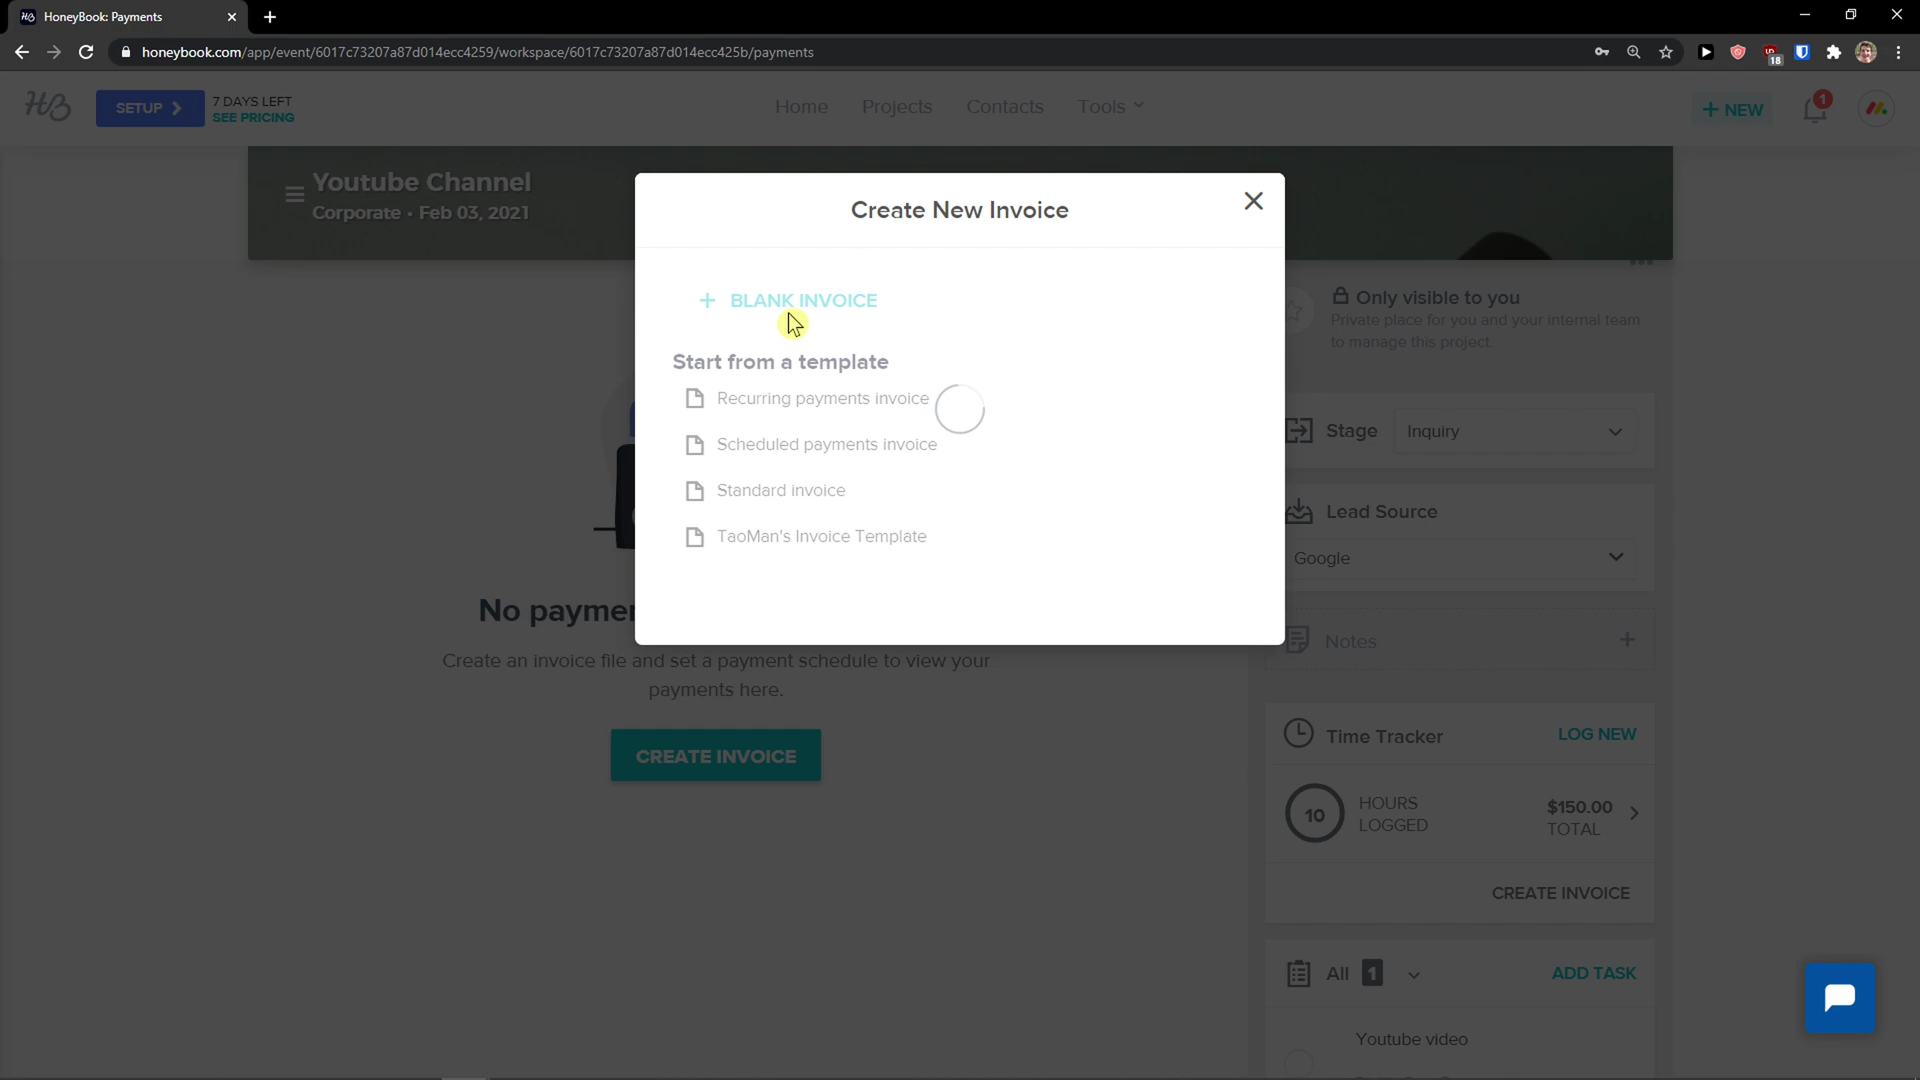 HoneyBook: Payments
honeybook.com/app/event/6017c73207a87d014ecc4259/workspace/6017c73207a87d014ecc425b/payments
18
HB
SETUP
7 DAYS LEFT
SEE PRICING
Home
Projects
Contacts
Tools
+ NEW
1
Youtube Channel
Corporate • Feb 03, 2021
Create New Invoice
+ BLANK INVOICE
Start from a template
Recurring payments invoice
Scheduled payments invoice
Standard invoice
TaoMan's Invoice Template
No paymen
Create an invoice file and set a payment schedule to view your
payments here.
CREATE INVOICE
Only visible to you
Private place for you and your internal team
to manage this project.
Stage
Inquiry
Lead Source
Google
Notes
+
Time Tracker
LOG NEW
10
HOURS
LOGGED
$150.00
TOTAL
CREATE INVOICE
All 1
ADD TASK
Youtube video